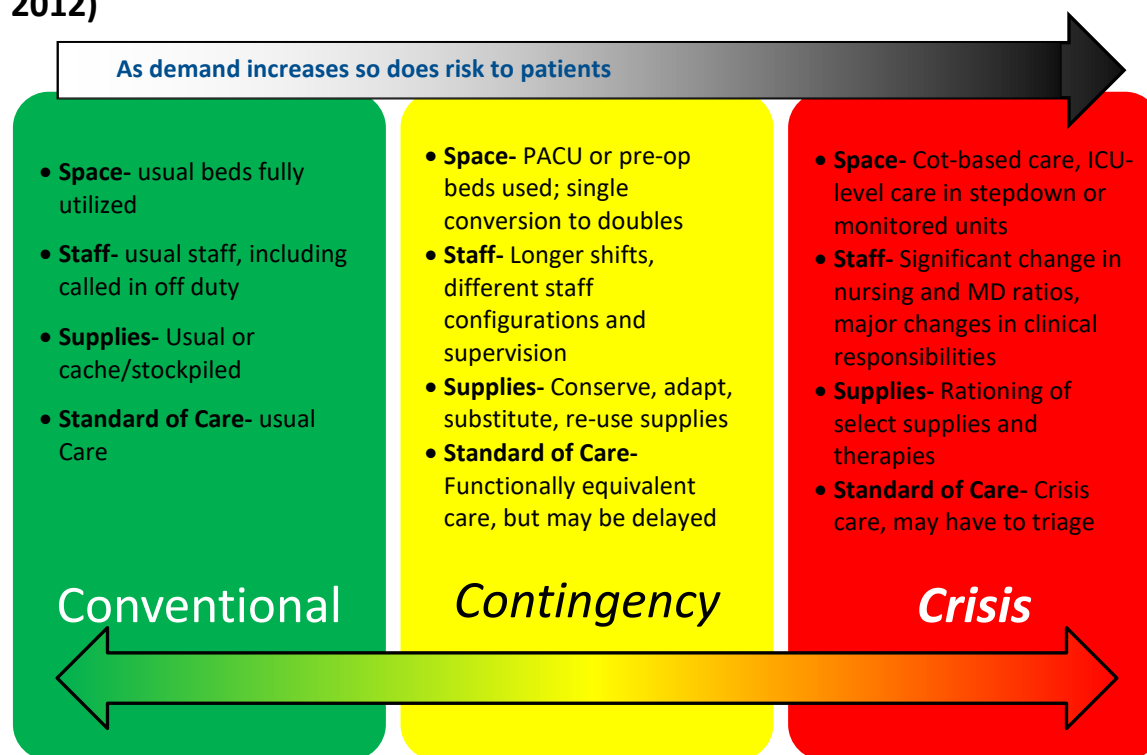 2012)
As demand increases so does risk to patients
• Space- usual beds fully
utilized
• Staff- usual staff, including
called in off duty
• Supplies- Usual or
cache/stockpiled
• Standard of Care- usual
Care
Conventional
• Space- PACU or pre-op
beds used; single
conversion to doubles
• Staff- Longer shifts,
different staff
configurations and
supervision
• Supplies- Conserve, adapt,
substitute, re-use supplies
• Standard of Care-
Functionally equivalent
care, but may be delayed
Contingency
• Space- Cot-based care, ICU-
level care in stepdown or
monitored units
• Staff- Significant change in
nursing and MD ratios,
major changes in clinical
responsibilities
• Supplies- Rationing of
select supplies and
therapies
• Standard of Care- Crisis
care, may have to triage
Crisis